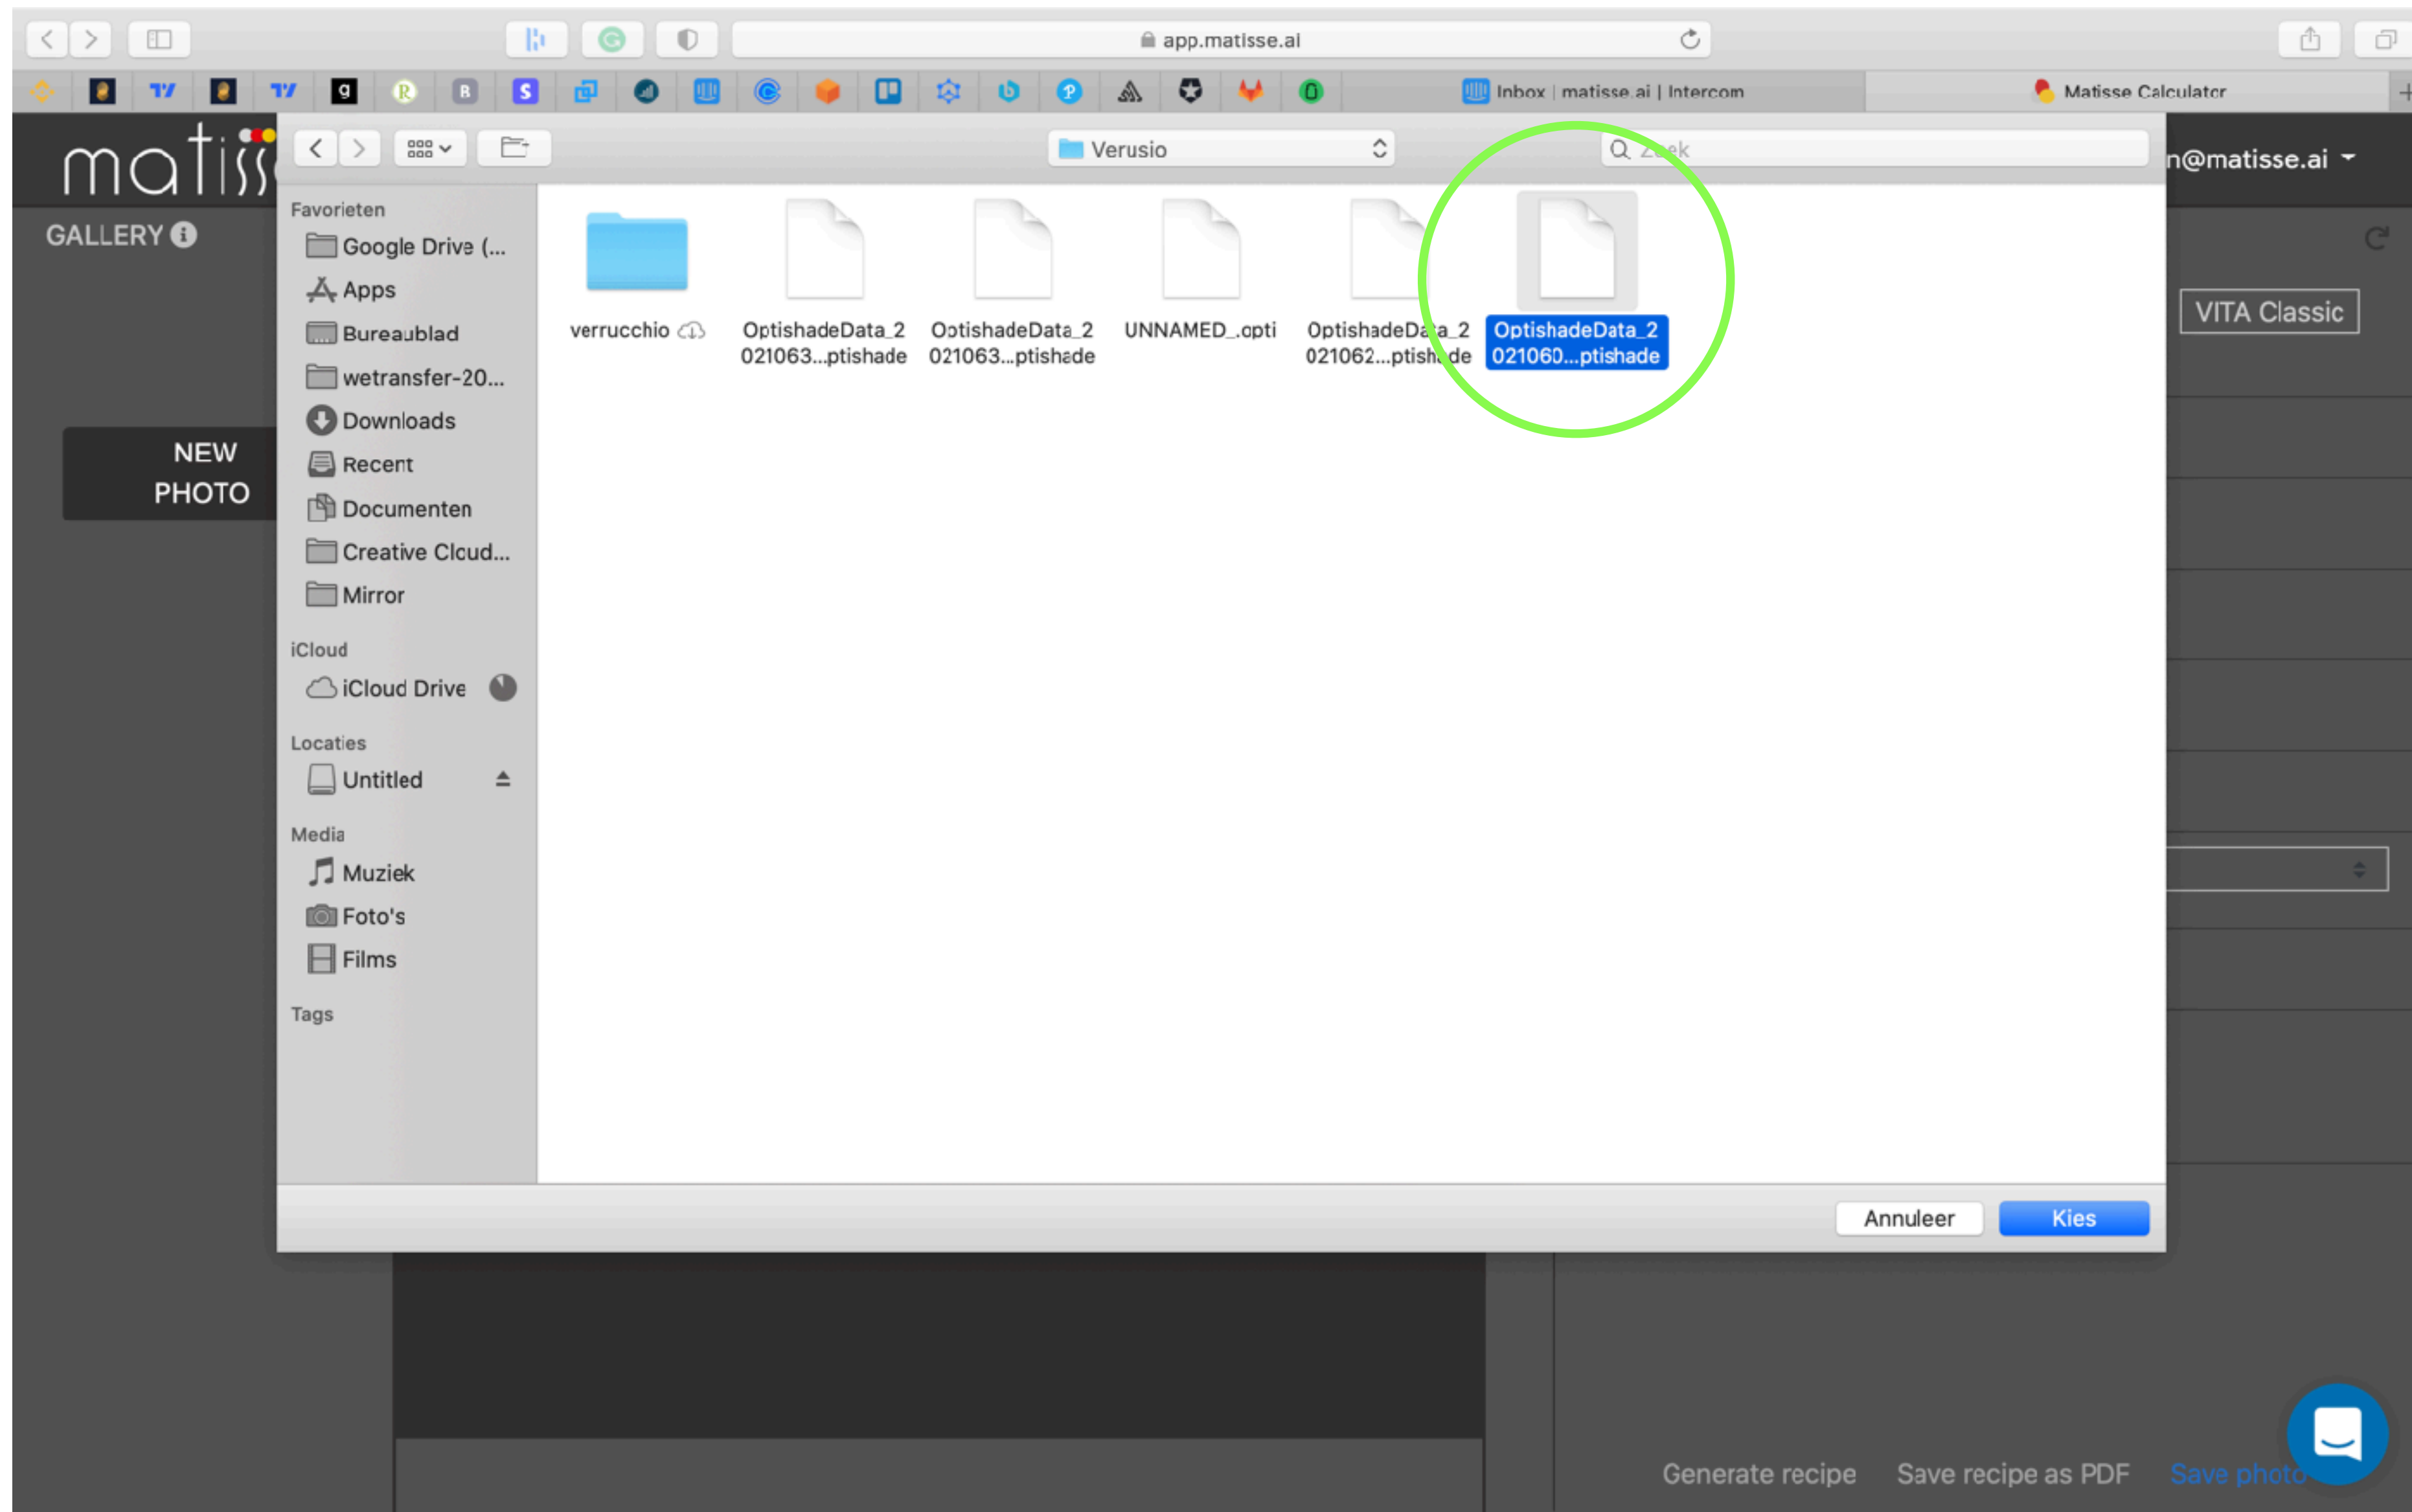 app.matisse.ai
Inbox | matisse.ai | Intercom
Matisse Calculator
matiss
Verusio
n@matisse.ai
GALLERY
Favorieten
Google Drive (...
Apps
Bureaublad
wetransfer-20...
Downloads
Recent
Documenten
Creative Cloud...
Mirror
iCloud
iCloud Drive
Locaties
Untitled
Media
Muziek
Foto's
Films
Tags
verrucchio
OptishadeData_2
021063...ptishade
OptishadeData_2
021063...ptishade
UNNAMED_.opti
OptishadeData_2
021062...ptishade
OptishadeData_2
021060...ptishade
Zoek
VITA Classic
NEW
PHOTO
Annuleer
Kies
Generate recipe
Save recipe as PDF
Save photo